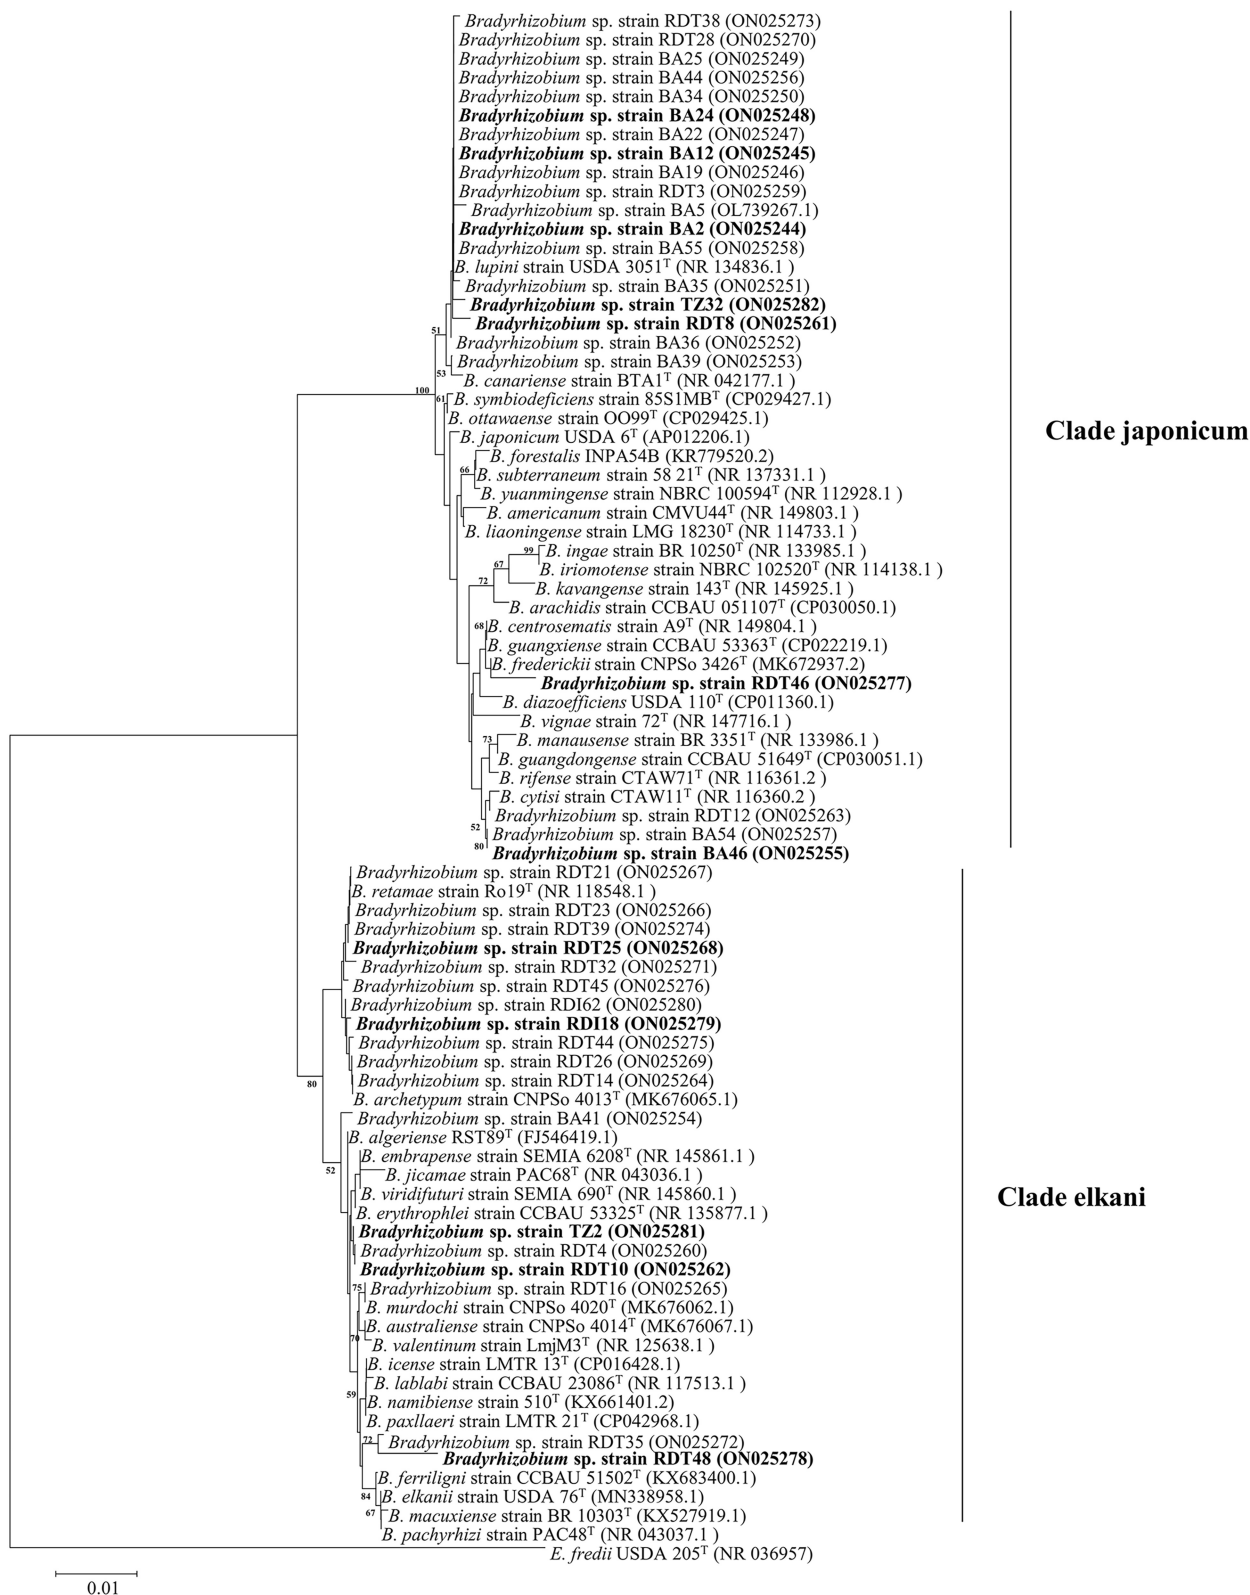 Bradyrhizobium sp. strain RDT38 (ON025273)
Bradyrhizobium sp. strain RDT28 (ON025270)
Bradyrhizobium sp. strain BA25 (ON025249)
Bradyrhizobium sp. strain BA44 (ON025256)
Bradyrhizobium sp. strain BA34 (ON025250)
Bradyrhizobium sp. strain BA24 (ON025248)
Bradyrhizobium sp. strain BA22 (ON025247)
Bradyrhizobium sp. strain BA12 (ON025245)
Bradyrhizobium sp. strain BA19 (ON025246)
Bradyrhizobium sp. strain RDT3 (ON025259)
Bradyrhizobium sp. strain BA5 (OL739267.1)
Bradyrhizobium sp. strain BA2 (ON025244)
Bradyrhizobium sp. strain BA55 (ON025258)
B. lupini strain USDA 3051ᵀ (NR 134836.1 )
Bradyrhizobium sp. strain BA35 (ON025251)
Bradyrhizobium sp. strain TZ32 (ON025282)
Bradyrhizobium sp. strain RDT8 (ON025261)
51
Bradyrhizobium sp. strain BA36 (ON025252)
Bradyrhizobium sp. strain BA39 (ON025253)
53
B. canariense strain BTA1ᵀ (NR 042177.1 )
100
61
B. symbiodeficiens strain 85S1MBᵀ (CP029427.1)
B. ottawaense strain OO99ᵀ (CP029425.1)
Clade japonicum
B. japonicum USDA 6ᵀ (AP012206.1)
B. forestalis INPA54B (KR779520.2)
66
B. subterraneum strain 58 21ᵀ (NR 137331.1 )
B. yuanmingense strain NBRC 100594ᵀ (NR 112928.1 )
B. americanum strain CMVU44ᵀ (NR 149803.1 )
B. liaoningense strain LMG 18230ᵀ (NR 114733.1 )
99
B. ingae strain BR 10250ᵀ (NR 133985.1 )
67
B. iriomotense strain NBRC 102520ᵀ (NR 114138.1 )
72
B. kavangense strain 143ᵀ (NR 145925.1 )
B. arachidis strain CCBAU 051107ᵀ (CP030050.1)
68
B. centrosematis strain A9ᵀ (NR 149804.1 )
B. guangxiense strain CCBAU 53363ᵀ (CP022219.1)
B. frederickii strain CNPSo 3426ᵀ (MK672937.2)
Bradyrhizobium sp. strain RDT46 (ON025277)
B. diazoefficiens USDA 110ᵀ (CP011360.1)
B. vignae strain 72ᵀ (NR 147716.1 )
73
B. manausense strain BR 3351ᵀ (NR 133986.1 )
B. guangdongense strain CCBAU 51649ᵀ (CP030051.1)
B. rifense strain CTAW71ᵀ (NR 116361.2 )
B. cytisi strain CTAW11ᵀ (NR 116360.2 )
Bradyrhizobium sp. strain RDT12 (ON025263)
52
Bradyrhizobium sp. strain BA54 (ON025257)
80
Bradyrhizobium sp. strain BA46 (ON025255)
Bradyrhizobium sp. strain RDT21 (ON025267)
B. retamae strain Ro19ᵀ (NR 118548.1 )
Bradyrhizobium sp. strain RDT23 (ON025266)
Bradyrhizobium sp. strain RDT39 (ON025274)
Bradyrhizobium sp. strain RDT25 (ON025268)
Bradyrhizobium sp. strain RDT32 (ON025271)
Bradyrhizobium sp. strain RDT45 (ON025276)
Bradyrhizobium sp. strain RDI62 (ON025280)
Bradyrhizobium sp. strain RDI18 (ON025279)
Bradyrhizobium sp. strain RDT44 (ON025275)
Bradyrhizobium sp. strain RDT26 (ON025269)
80
Bradyrhizobium sp. strain RDT14 (ON025264)
B. archetypum strain CNPSo 4013ᵀ (MK676065.1)
Bradyrhizobium sp. strain BA41 (ON025254)
B. algeriense RST89ᵀ (FJ546419.1)
B. embrapense strain SEMIA 6208ᵀ (NR 145861.1 )
52
B. jicamae strain PAC68ᵀ (NR 043036.1 )
B. viridifuturi strain SEMIA 690ᵀ (NR 145860.1 )
Clade elkani
B. erythrophlei strain CCBAU 53325ᵀ (NR 135877.1 )
Bradyrhizobium sp. strain TZ2 (ON025281)
Bradyrhizobium sp. strain RDT4 (ON025260)
Bradyrhizobium sp. strain RDT10 (ON025262)
75
Bradyrhizobium sp. strain RDT16 (ON025265)
B. murdochi strain CNPSo 4020ᵀ (MK676062.1)
B. australiense strain CNPSo 4014ᵀ (MK676067.1)
70
B. valentinum strain LmjM3ᵀ (NR 125638.1 )
B. icense strain LMTR 13ᵀ (CP016428.1)
B. lablabi strain CCBAU 23086ᵀ (NR 117513.1 )
59
B. namibiense strain 510ᵀ (KX661401.2)
B. paxllaeri strain LMTR 21ᵀ (CP042968.1)
72
Bradyrhizobium sp. strain RDT35 (ON025272)
Bradyrhizobium sp. strain RDT48 (ON025278)
B. ferriligni strain CCBAU 51502ᵀ (KX683400.1)
84
B. elkanii strain USDA 76ᵀ (MN338958.1)
67
B. macuxiense strain BR 10303ᵀ (KX527919.1)
B. pachyrhizi strain PAC48ᵀ (NR 043037.1 )
E. fredii USDA 205ᵀ (NR 036957)
0.01